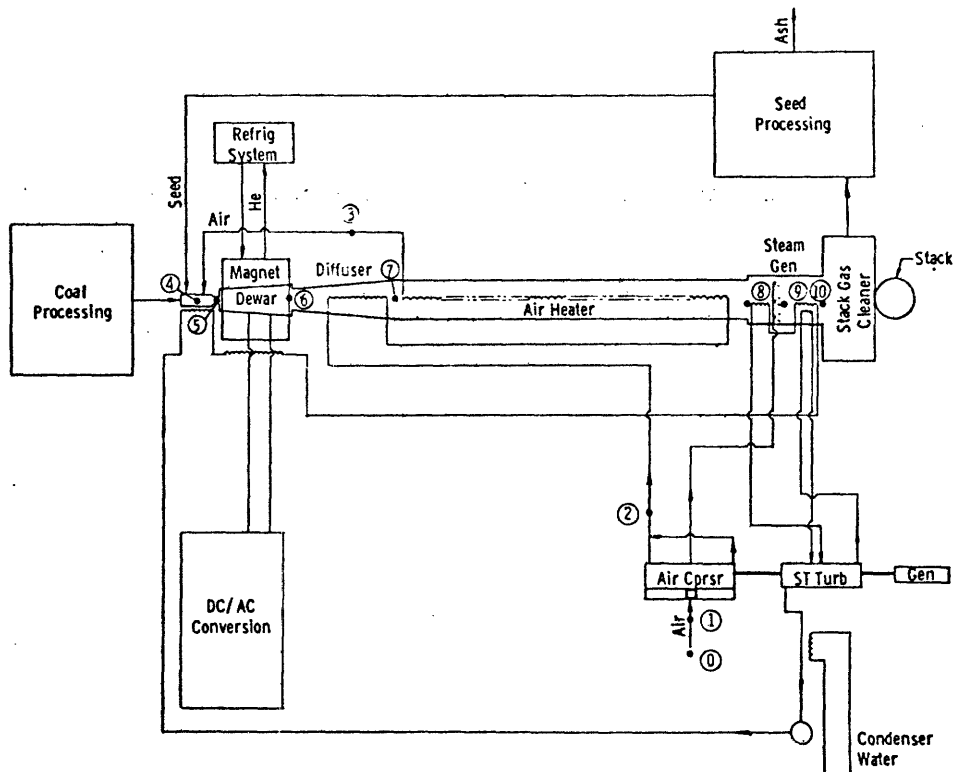 Ash
Seed
Processing
Refrig
System
Seed
He
Air
③
Steam
Gen
Stack
Coal
Processing
④
Magnet
Dewar
Diffuser
⑦
⑥
⑤
Air Heater
⑧
⑨
⑩
Stack Gas
Cleaner
②
DC/AC
Conversion
Air Cprsr
ST Turb
Gen
Air
①
⓪
Condenser
Water